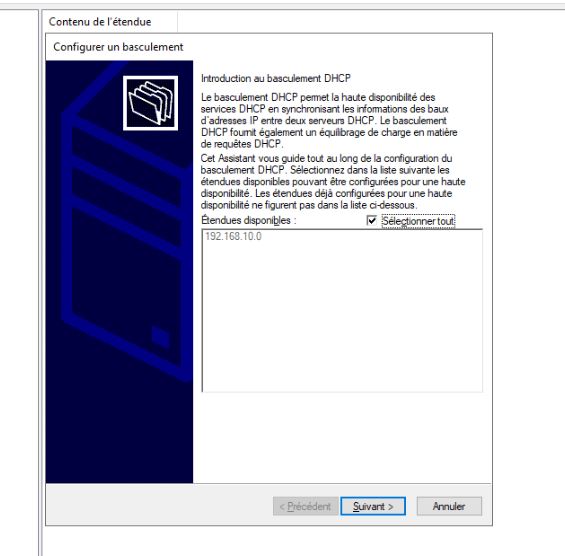 Contenu de l'étendue
Configurer un basculement
Introduction au basculement DHCP
Le basculement DHCP permet la haute disponibilité des
services DHCP en synchronisant les informations des baux
d'adresses IP entre deux serveurs DHCP. Le basculement
DHCP fournit également un équilibrage de charge en matière
de requêtes DHCP.
Cet Assistant vous guide tout au long de la configuration du
basculement DHCP. Sélectionnez dans la liste suivante les
étendues disponibles pouvant être configurées pour une haute
disponibilité. Les étendues déjà configurées pour une haute
disponibilité ne figurent pas dans la liste ci-dessous.
Étendues disponibles : Sélectionner tout
192.168.10.0
< Précédent Suivant > Annuler